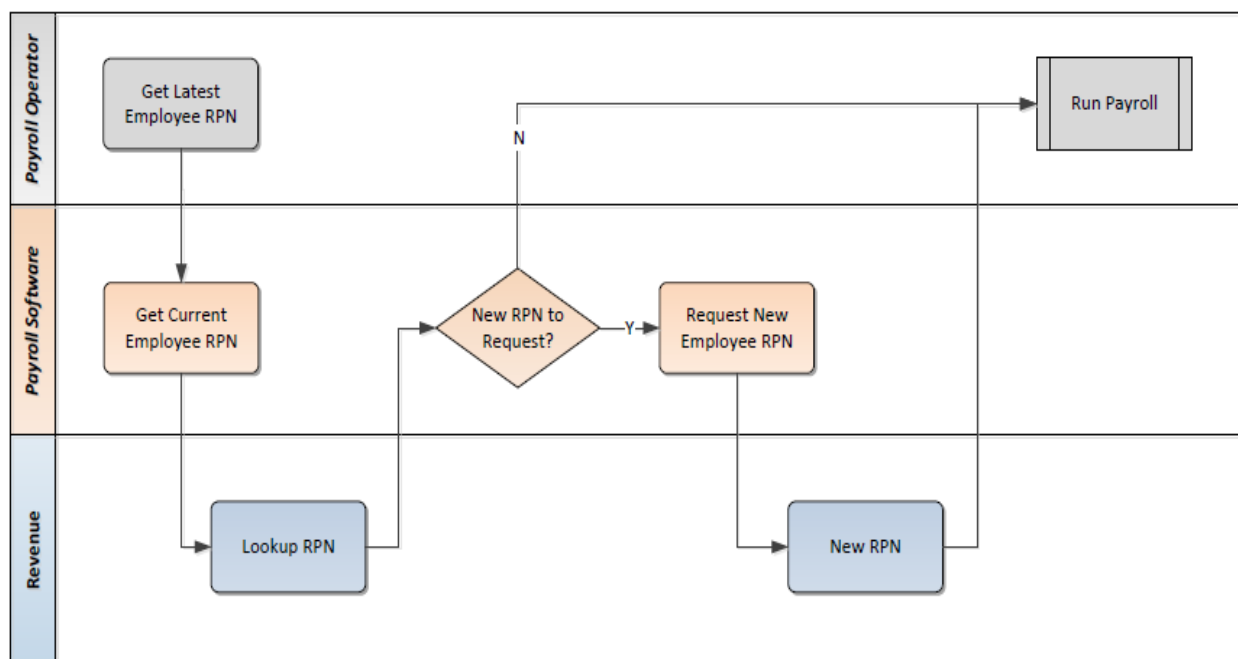 Payroll Operator
Get Latest
Employee RPN
N
Run Payroll
Payroll Software
Get Current
Employee RPN
New RPN to
Request?
Y
Request New
Employee RPN
Revenue
Lookup RPN
New RPN